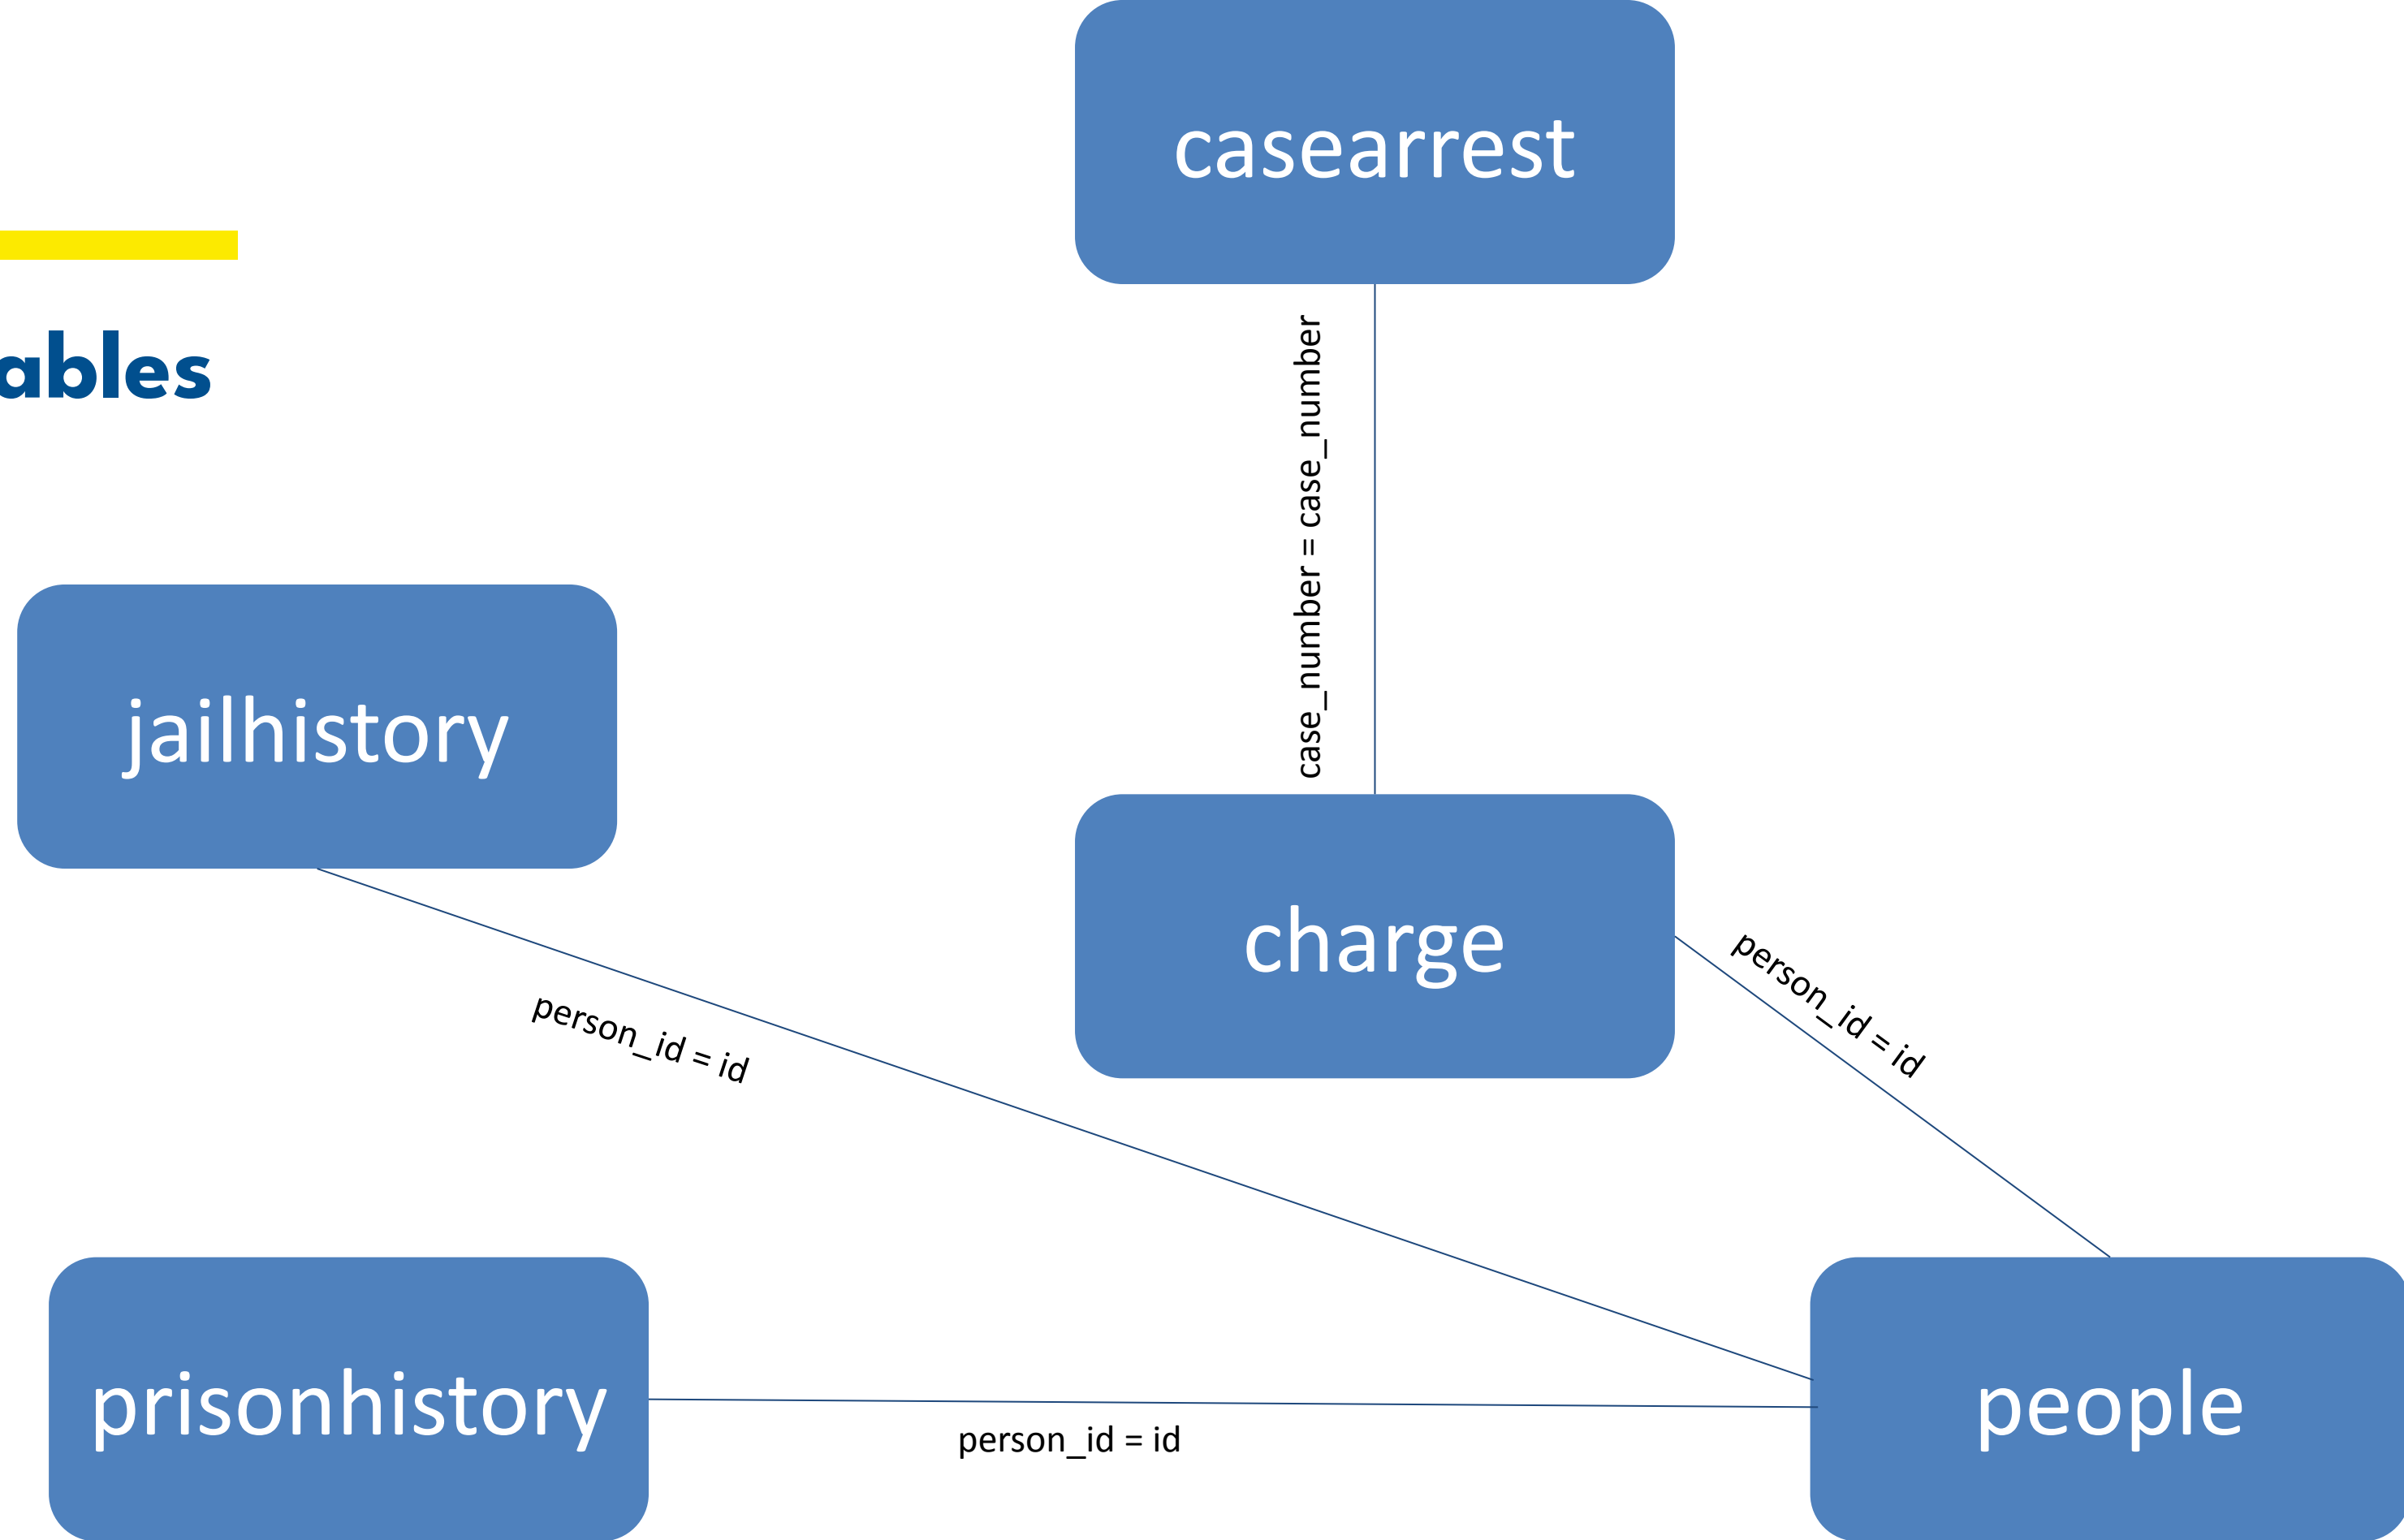 casearrest
ables
case_number = case_number
jailhistory
charge
person_id = id
person_id = id
prisonhistory
people
person_id = id